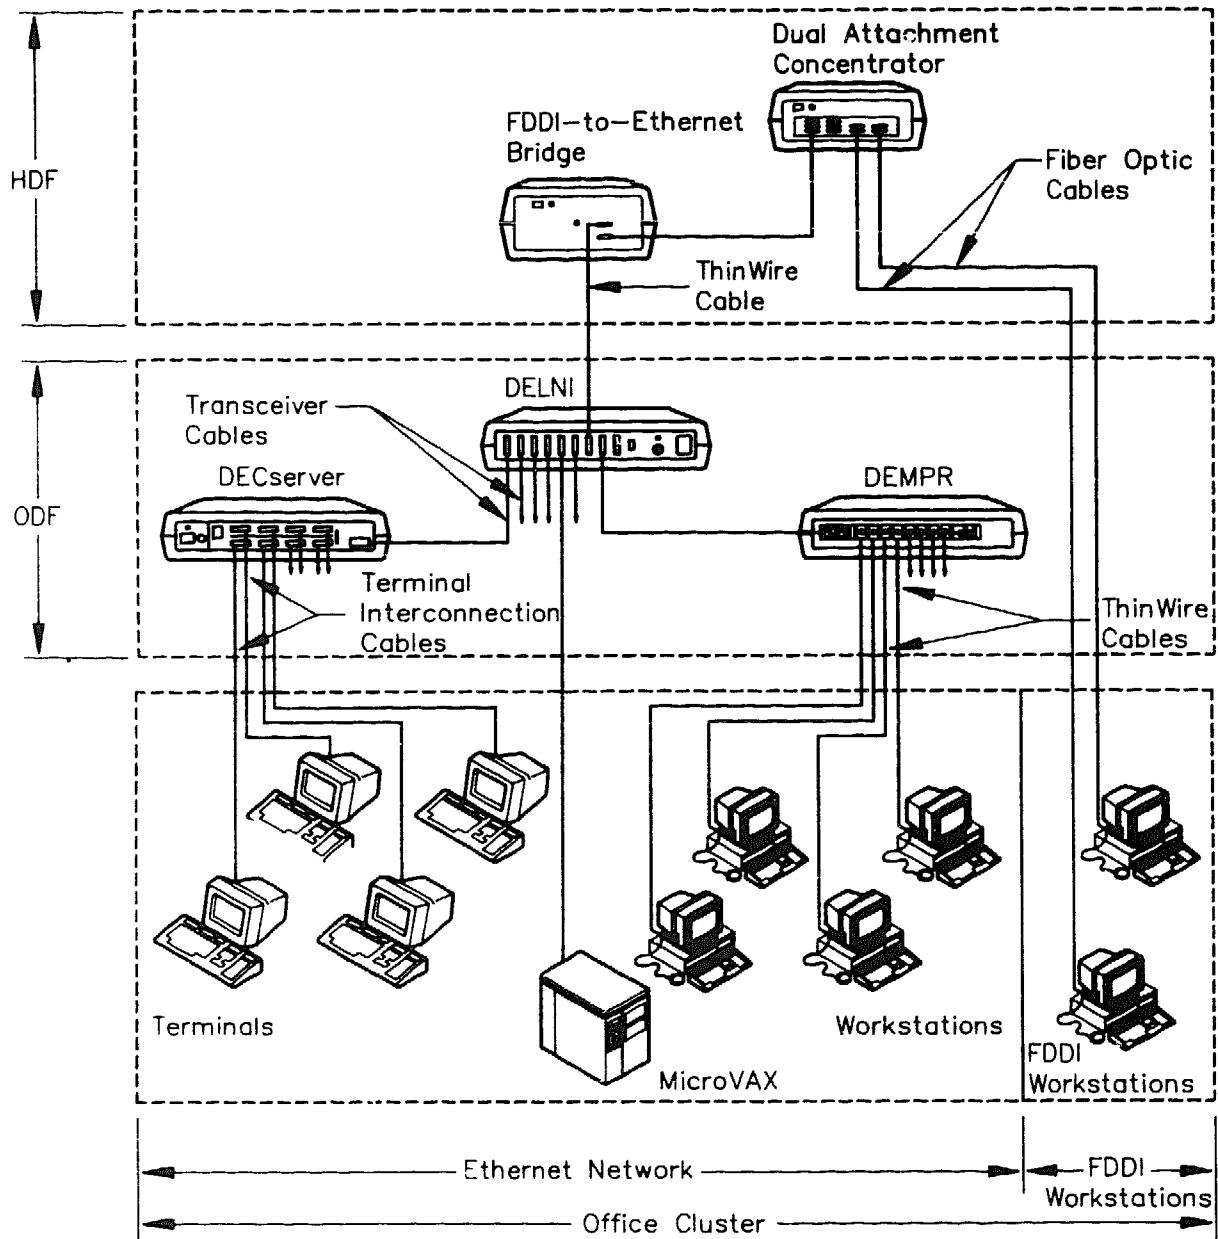 Dual Attachment
Concentrator
FDDI-to-Ethernet
Bridge
HDF
Fiber Optic
Cables
ThinWire
Cable
DELNI
Transceiver
Cables
DECserver
DEMPR
ODF
Terminal
Interconnection
Cables
ThinWire
Cables
Terminals
Workstations
MicroVAX
FDDI
Workstations
Ethernet Network
FDDI
Workstations
Office Cluster